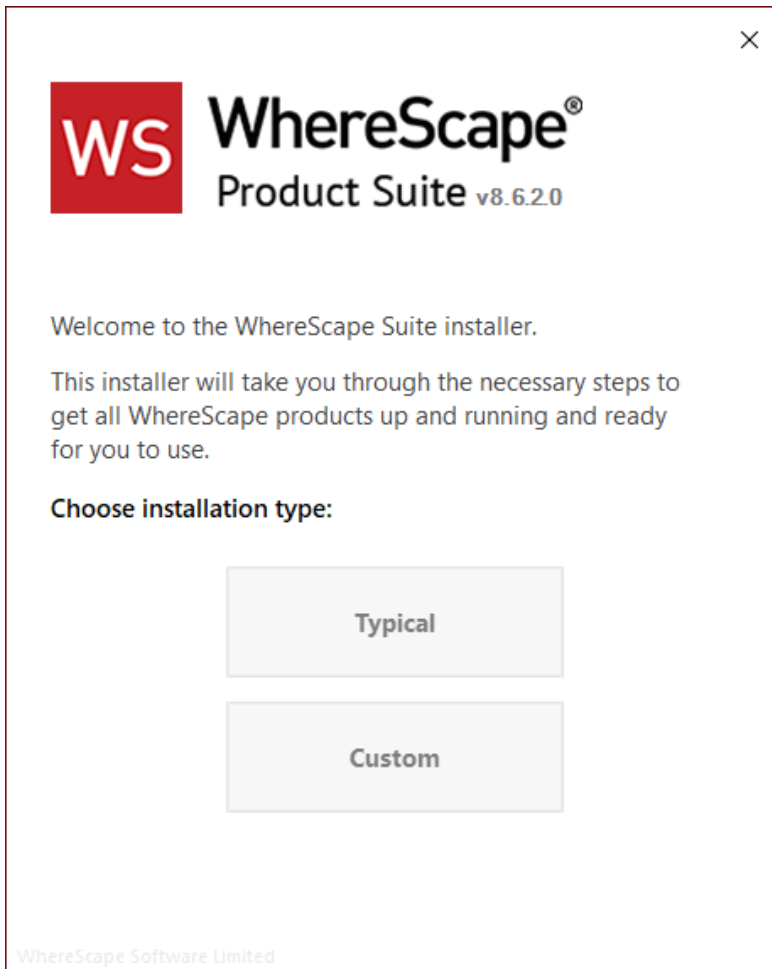 WS
WhereScape®
Product Suite v8.6.2.0
Welcome to the WhereScape Suite installer.
This installer will take you through the necessary steps to
get all WhereScape products up and running and ready
for you to use.
Choose installation type:
Typical
Custom
WhereScape Software Limited